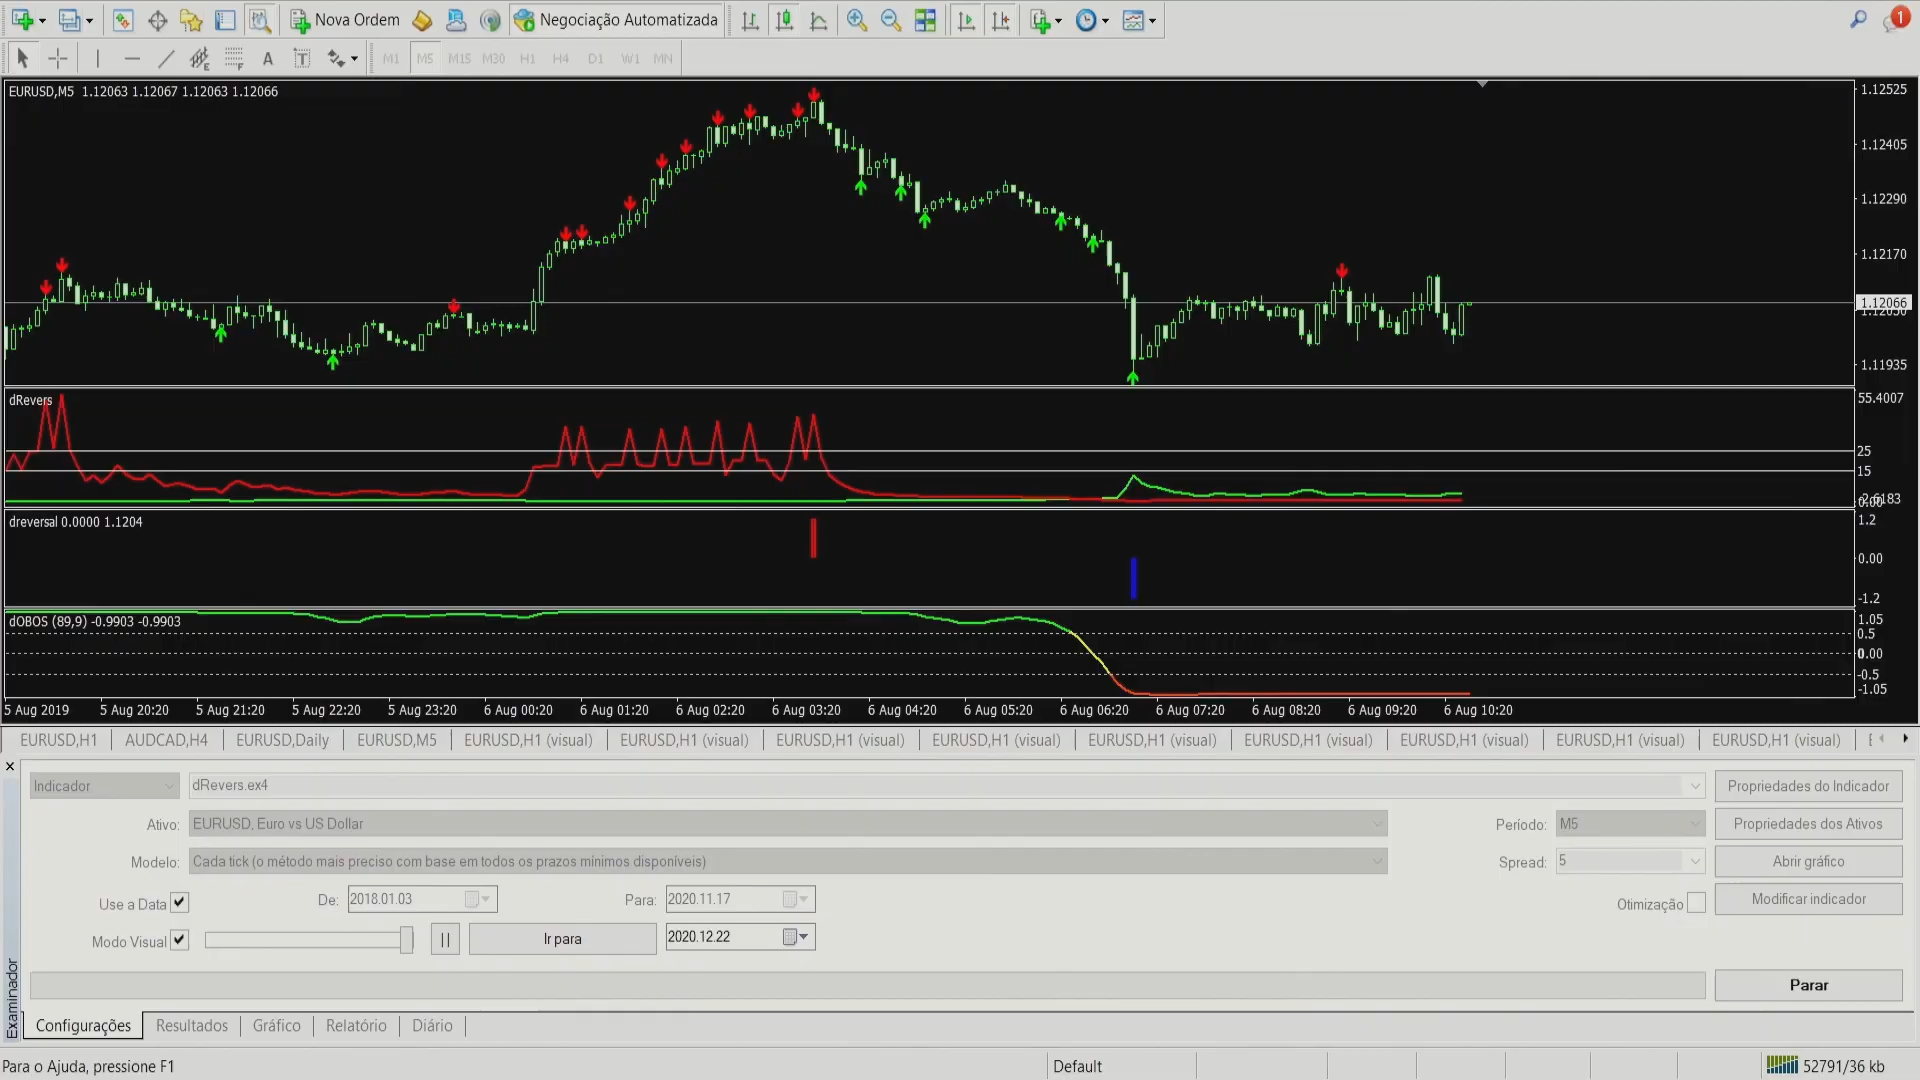 Nova Ordem
Negociação Automatizada
1
A
T
E
F
M1 M5 M15 M30 H1 H4 D1 W1 MN
EURUSD,M5 1.12063 1.12067 1.12063 1.12066
1.12525
1.12405
1.12290
1.12170
1.12066
1.12050
1.11935
dRevers
55.4007
25
15
0.00
dreversal 0.0000 1.1204
1.2
0.00
-1.2
dOBOS (89,9) -0.9903 -0.9903
1.05
0.5
0.00
-0.5
-1.05
5 Aug 2019 5 Aug 20:20 5 Aug 21:20 5 Aug 22:20 5 Aug 23:20 6 Aug 00:20 6 Aug 01:20 6 Aug 02:20 6 Aug 03:20 6 Aug 04:20 6 Aug 05:20 6 Aug 06:20 6 Aug 07:20 6 Aug 08:20 6 Aug 09:20 6 Aug 10:20
EURUSD,H1 AUDCAD,H4 EURUSD,Daily EURUSD,M5 EURUSD,H1 (visual) EURUSD,H1 (visual) EURUSD,H1 (visual) EURUSD,H1 (visual) EURUSD,H1 (visual) EURUSD,H1 (visual) EURUSD,H1 (visual) EURUSD,H1 (visual) EURUSD,H1 (visual)
Indicador dRevers.ex4 Propriedades do Indicador
Ativo: EURUSD, Euro vs US Dollar Período: M5 Propriedades dos Ativos
Modelo: Cada tick (o método mais preciso com base em todos os prazos mínimos disponíveis) Spread: 5 Abrir gráfico
Use a Data De: 2018.01.03 Para: 2020.11.17 Otimização Modificar indicador
Modo Visual Ir para 2020.12.22
Parar
Examinador
Configurações Resultados Gráfico Relatório Diário
Para o Ajuda, pressione F1 Default 52791/36 kb